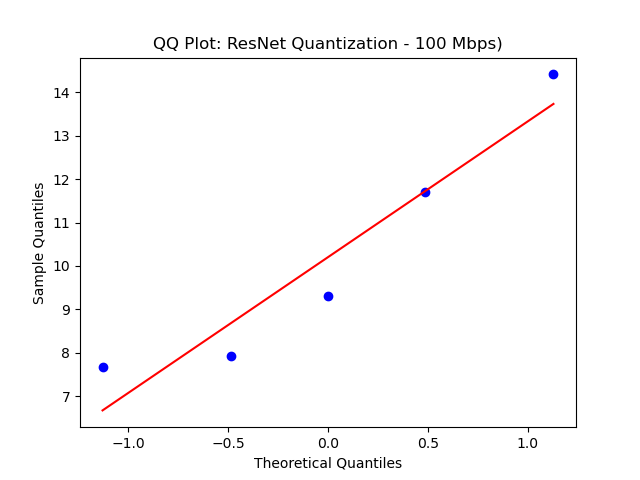 QQ Plot: ResNet Quantization - 100 Mbps)
14
13
12
11
10
9
8
7
Sample Quantiles
−1.0 −0.5 0.0 0.5 1.0
Theoretical Quantiles